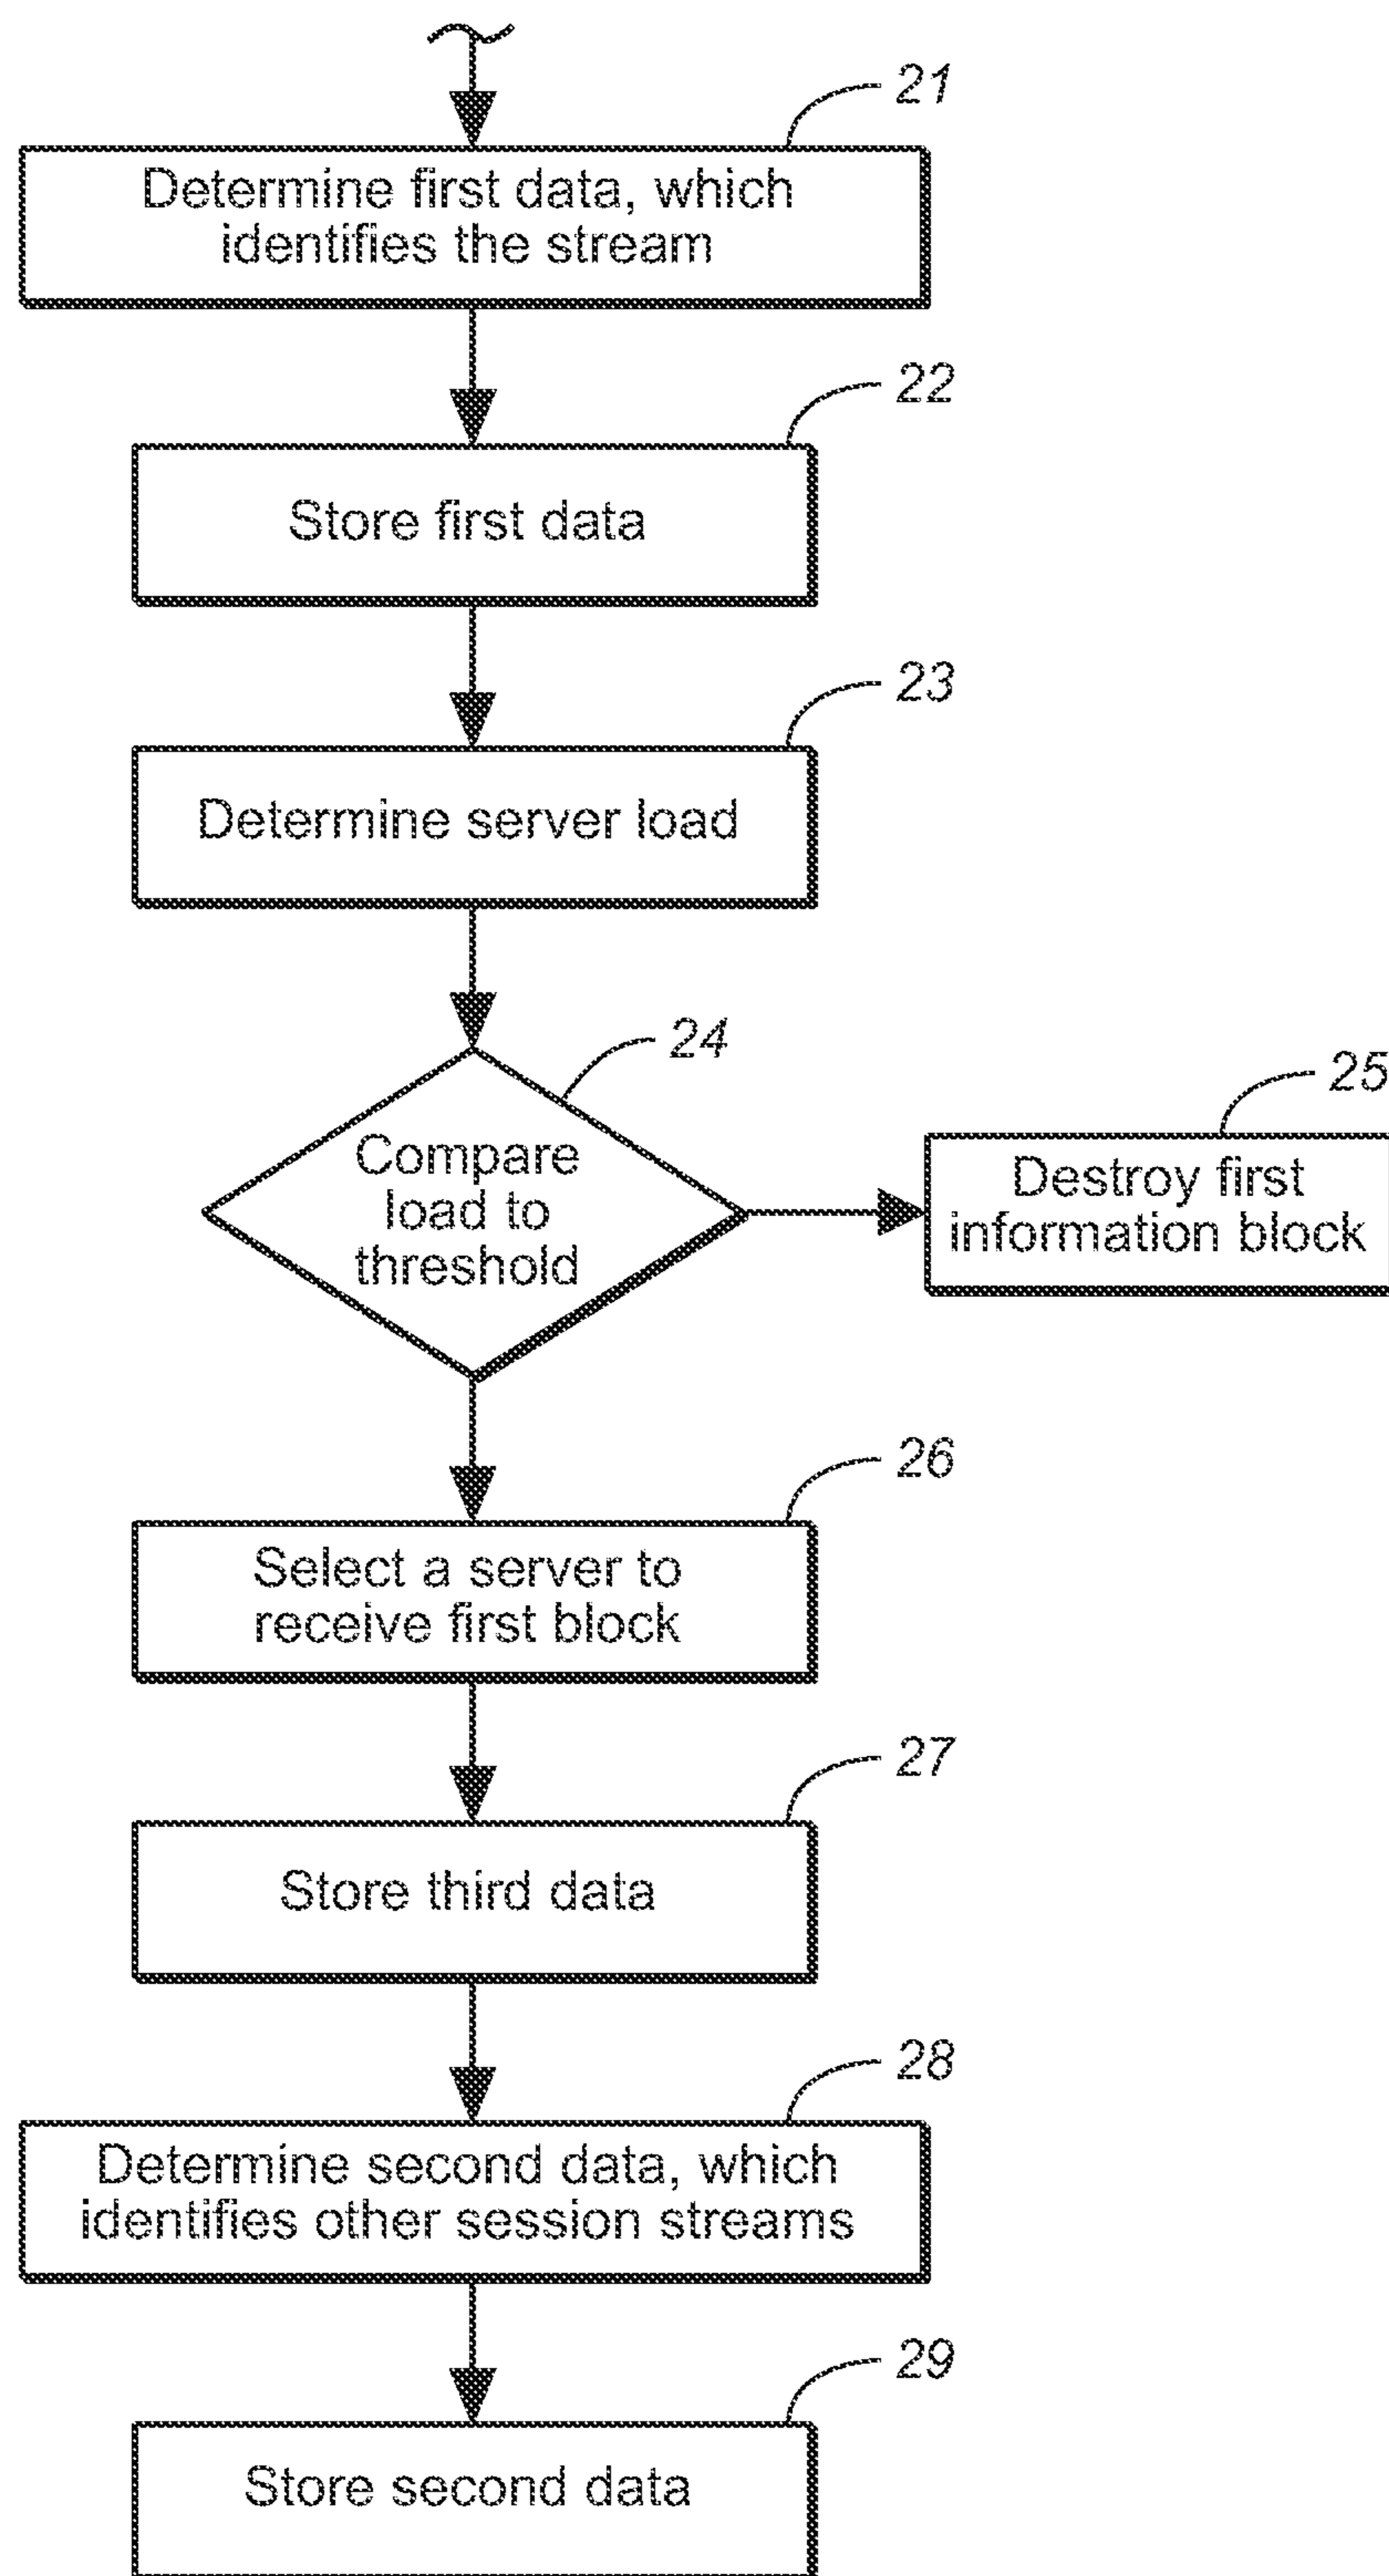 21
Determine first data, which
identifies the stream
22
Store first data
23
Determine server load
24
Compare
load to
threshold
25
Destroy first
information block
26
Select a server to
receive first block
27
Store third data
28
Determine second data, which
identifies other session streams
29
Store second data